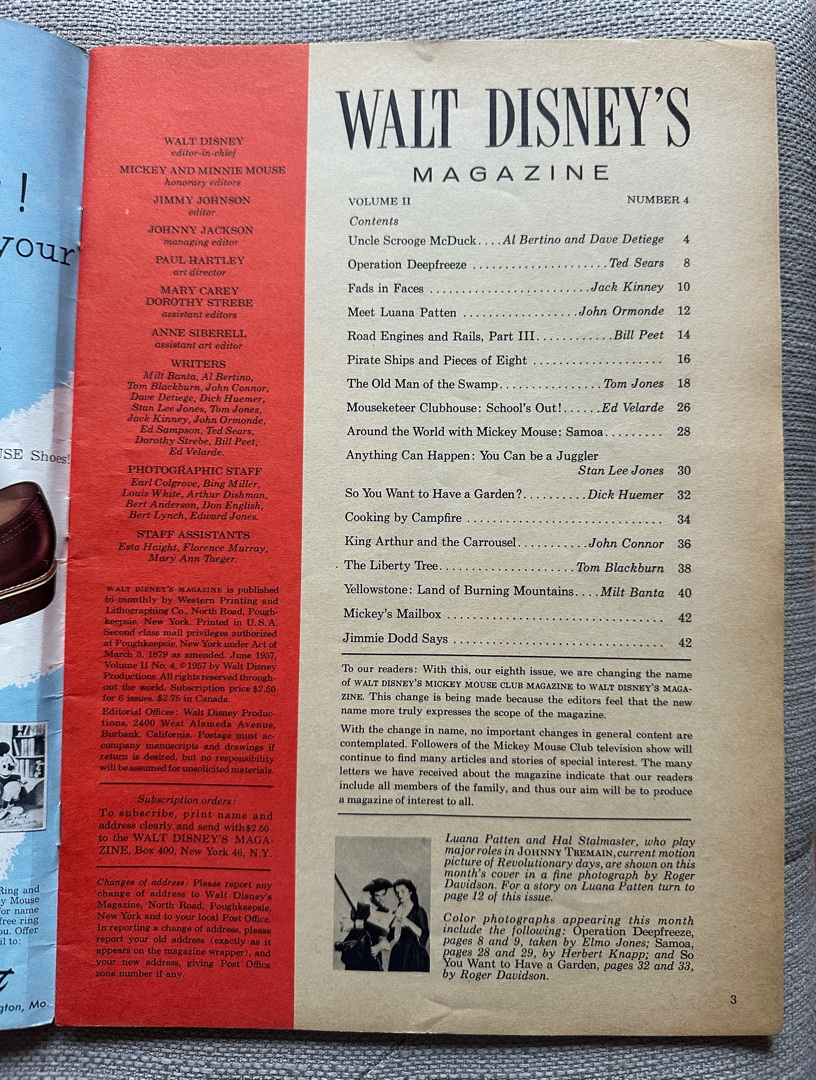 !
your
USE Shoes!
Ring and
y Mouse
or name
free ring
ou. Offer
il to:
gton, Mo.
WALT DISNEY
editor-in-chief
MICKEY AND MINNIE MOUSE
honorary editors
JIMMY JOHNSON
editor
JOHNNY JACKSON
managing editor
PAUL HARTLEY
art director
MARY CAREY
DOROTHY STREBE
assistant editors
ANNE SIBERELL
assistant art editor
WRITERS
Milt Banta, Al Bertino,
Tom Blackburn, John Connor,
Dave Detiege, Dick Huemer,
Stan Lee Jones, Tom Jones,
Jack Kinney, John Ormonde,
Ed Sampson, Ted Sears,
Dorothy Strebe, Bill Peet,
Ed Velarde.
PHOTOGRAPHIC STAFF
Earl Colgrove, Bing Miller,
Louis White, Arthur Dishman,
Bert Anderson, Don English,
Bert Lynch, Edward Jones.
STAFF ASSISTANTS
Esta Haight, Florence Murray,
Mary Ann Tueger.
WALT DISNEY'S MAGAZINE is published
bi-monthly by Western Printing and
Lithographing Co., North Road, Pough-
keepsie, New York. Printed in U.S.A.
Second class mail privileges authorized
at Poughkeepsie, New York under Act of
March 3, 1879 as amended. June 1957,
Volume II No. 4, ©1957 by Walt Disney
Productions. All rights reserved through-
out the world. Subscription price $2.50
for 6 issues. $2.75 in Canada.
Editorial Offices: Walt Disney Produc-
tions, 2400 West Alameda Avenue,
Burbank, California. Postage must ac-
company manuscripts and drawings if
return is desired, but no responsibility
will be assumed for unsolicited materials.
Subscription orders:
To subscribe, print name and
address clearly and send with $2.50
to the WALT DISNEY'S MAGA-
ZINE, Box 400, New York 46, N.Y.
Changes of address: Please report any
change of address to Walt Disney's
Magazine, North Road, Poughkeepsie,
New York and to your local Post Office.
In reporting a change of address, please
report your old address (exactly as it
appears on the magazine wrapper), and
your new address, giving Post Office
zone number if any.
WALT DISNEY'S
MAGAZINE
VOLUME II NUMBER 4
Contents
Uncle Scrooge McDuck....Al Bertino and Dave Detiege 4
Operation Deepfreeze ......................Ted Sears 8
Fads in Faces ..........................Jack Kinney 10
Meet Luana Patten ..................John Ormonde 12
Road Engines and Rails, Part III............Bill Peet 14
Pirate Ships and Pieces of Eight .................... 16
The Old Man of the Swamp................Tom Jones 18
Mouseketeer Clubhouse: School's Out!......Ed Velarde 26
Around the World with Mickey Mouse: Samoa......... 28
Anything Can Happen: You Can be a Juggler
Stan Lee Jones 30
So You Want to Have a Garden?..........Dick Huemer 32
Cooking by Campfire .............................. 34
King Arthur and the Carrousel...........John Connor 36
The Liberty Tree.....................Tom Blackburn 38
Yellowstone: Land of Burning Mountains....Milt Banta 40
Mickey's Mailbox ................................ 42
Jimmie Dodd Says ................................ 42
To our readers: With this, our eighth issue, we are changing the name
of WALT DISNEY'S MICKEY MOUSE CLUB MAGAZINE to WALT DISNEY'S MAGA-
ZINE. This change is being made because the editors feel that the new
name more truly expresses the scope of the magazine.
With the change in name, no important changes in general content are
contemplated. Followers of the Mickey Mouse Club television show will
continue to find many articles and stories of special interest. The many
letters we have received about the magazine indicate that our readers
include all members of the family, and thus our aim will be to produce
a magazine of interest to all.
Luana Patten and Hal Stalmaster, who play
major roles in JOHNNY TREMAIN, current motion
picture of Revolutionary days, are shown on this
month's cover in a fine photograph by Roger
Davidson. For a story on Luana Patten turn to
page 12 of this issue.
Color photographs appearing this month
include the following: Operation Deepfreeze,
pages 8 and 9, taken by Elmo Jones; Samoa,
pages 28 and 29, by Herbert Knapp; and So
You Want to Have a Garden, pages 32 and 33,
by Roger Davidson.
3